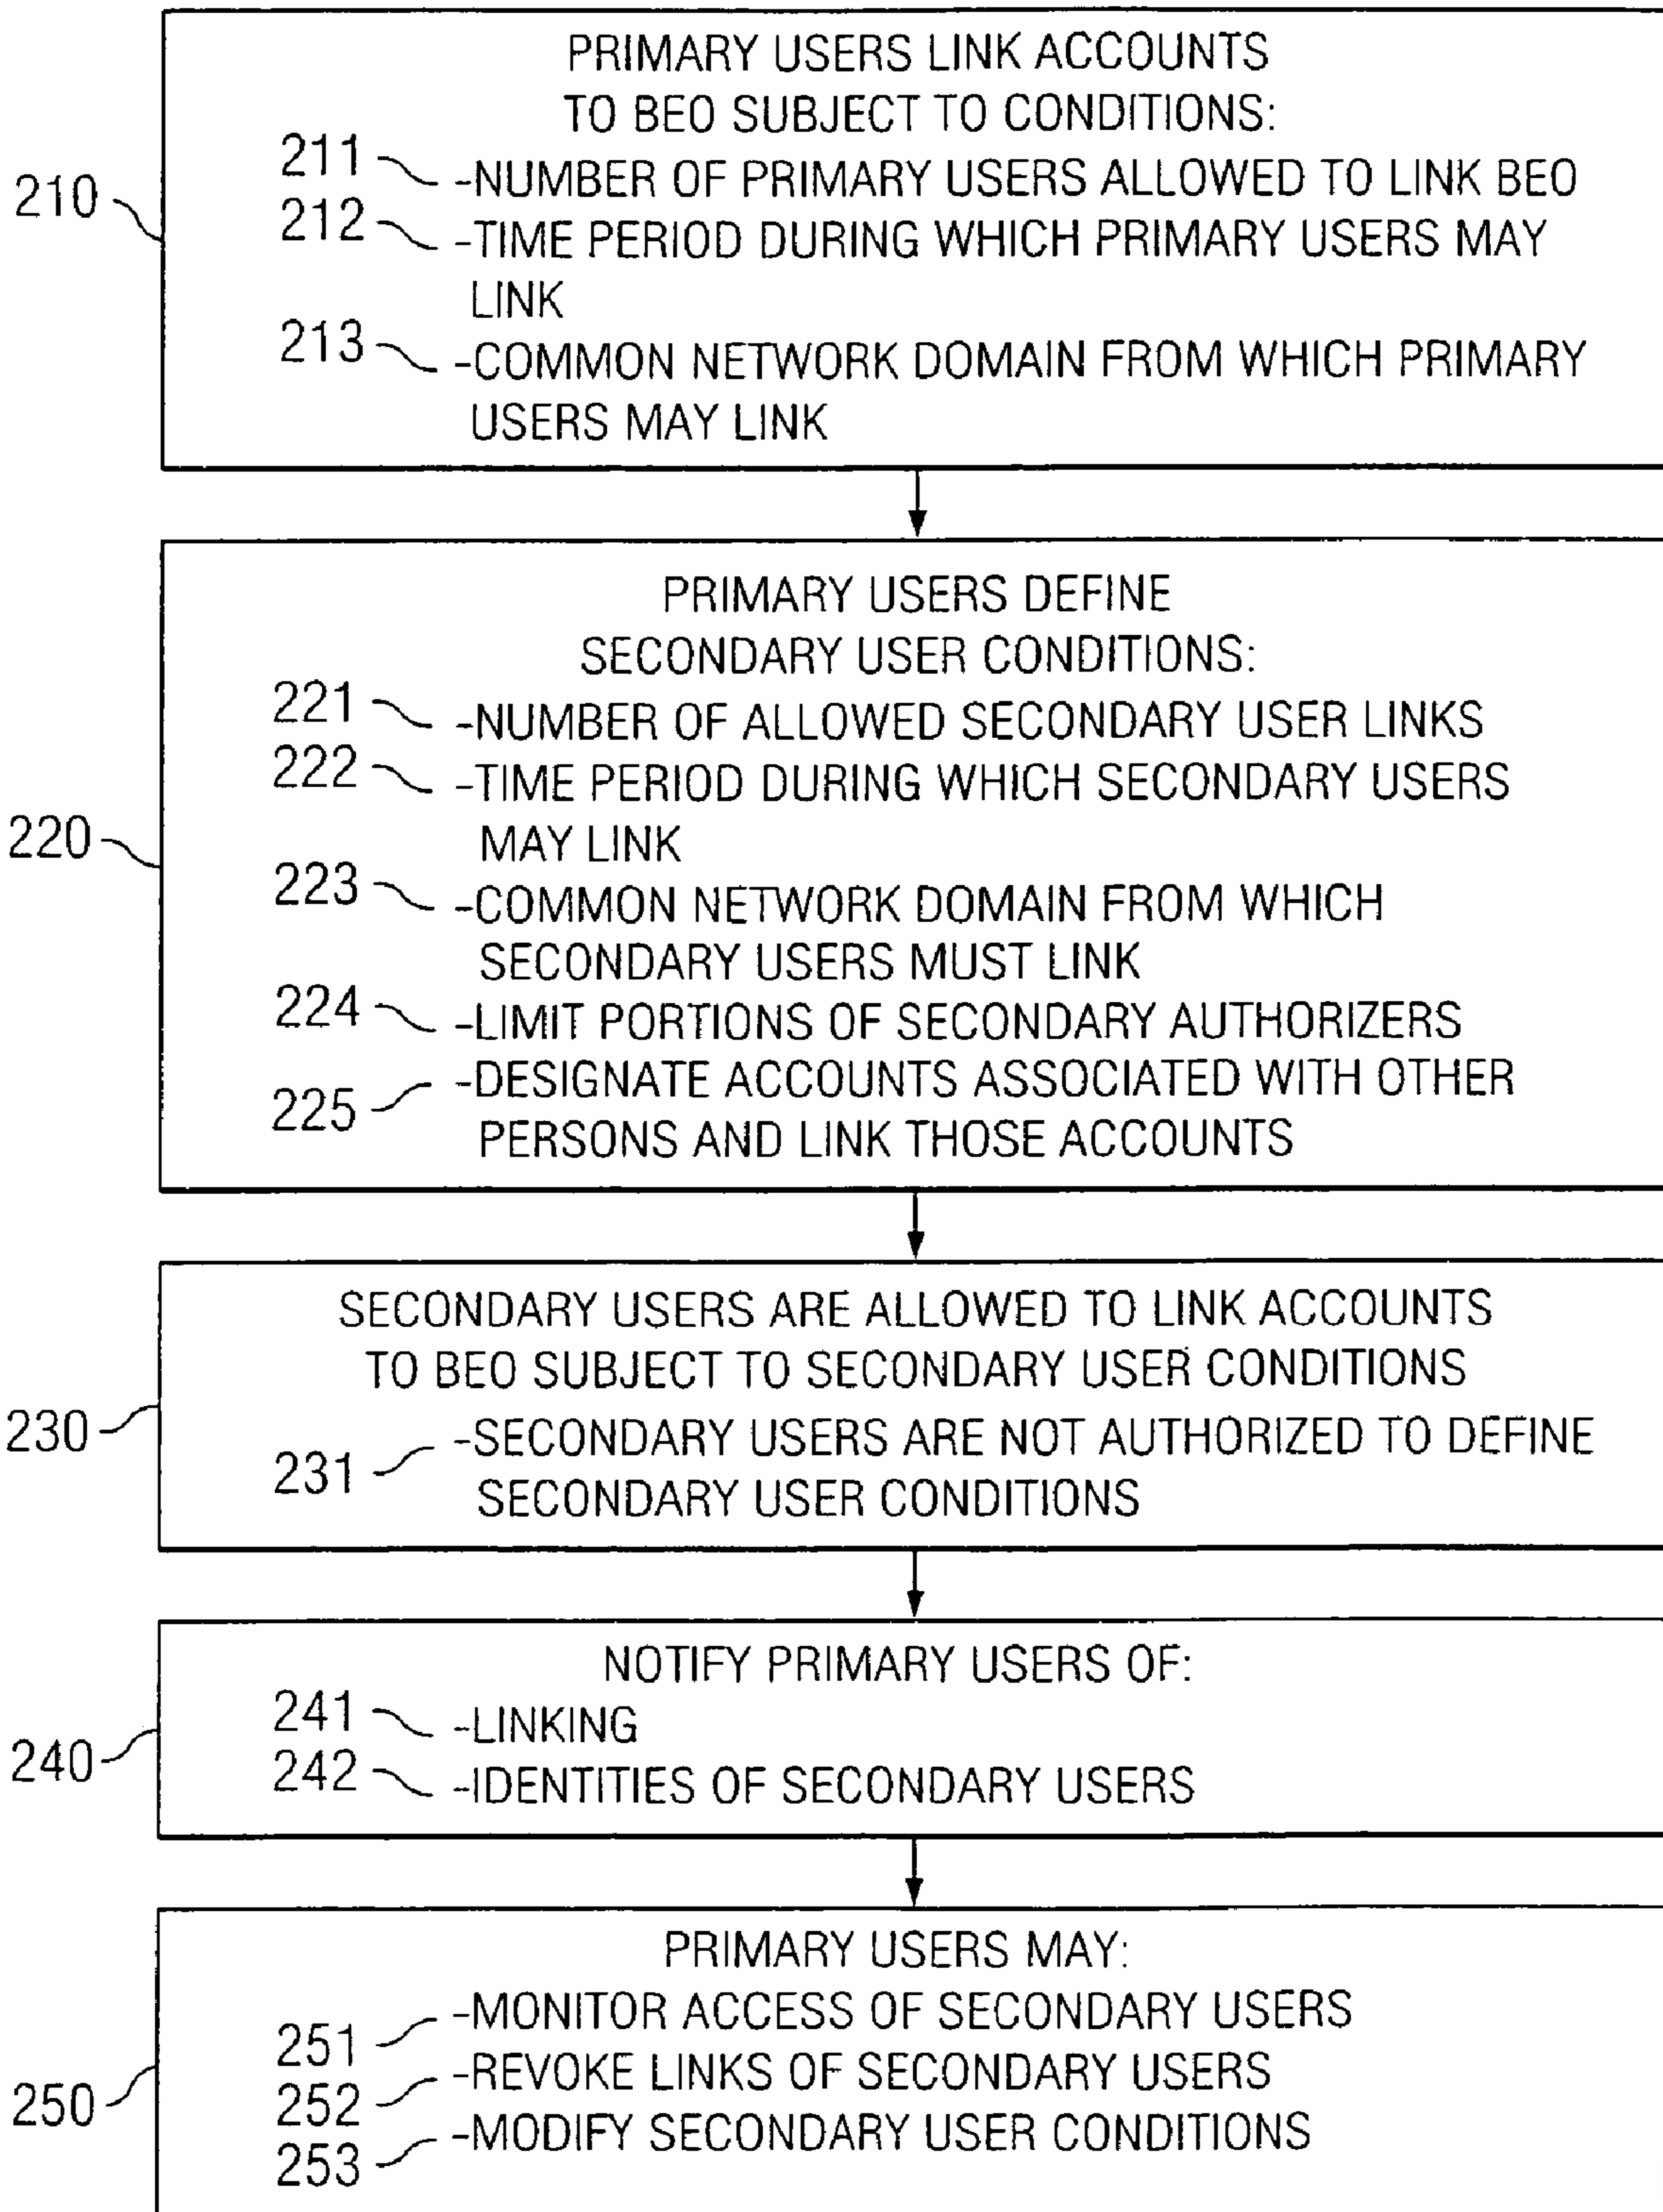 PRIMARY USERS LINK ACCOUNTS
TO BEO SUBJECT TO CONDITIONS:
210
211 -NUMBER OF PRIMARY USERS ALLOWED TO LINK BEO
212 -TIME PERIOD DURING WHICH PRIMARY USERS MAY
LINK
213 -COMMON NETWORK DOMAIN FROM WHICH PRIMARY
USERS MAY LINK
PRIMARY USERS DEFINE
SECONDARY USER CONDITIONS:
221 -NUMBER OF ALLOWED SECONDARY USER LINKS
222 -TIME PERIOD DURING WHICH SECONDARY USERS
220
MAY LINK
223 -COMMON NETWORK DOMAIN FROM WHICH
SECONDARY USERS MUST LINK
224 -LIMIT PORTIONS OF SECONDARY AUTHORIZERS
225 -DESIGNATE ACCOUNTS ASSOCIATED WITH OTHER
PERSONS AND LINK THOSE ACCOUNTS
SECONDARY USERS ARE ALLOWED TO LINK ACCOUNTS
TO BEO SUBJECT TO SECONDARY USER CONDITIONS
230
231 -SECONDARY USERS ARE NOT AUTHORIZED TO DEFINE
SECONDARY USER CONDITIONS
NOTIFY PRIMARY USERS OF:
241 -LINKING
240
242 -IDENTITIES OF SECONDARY USERS
PRIMARY USERS MAY:
251 -MONITOR ACCESS OF SECONDARY USERS
250
252 -REVOKE LINKS OF SECONDARY USERS
253 -MODIFY SECONDARY USER CONDITIONS